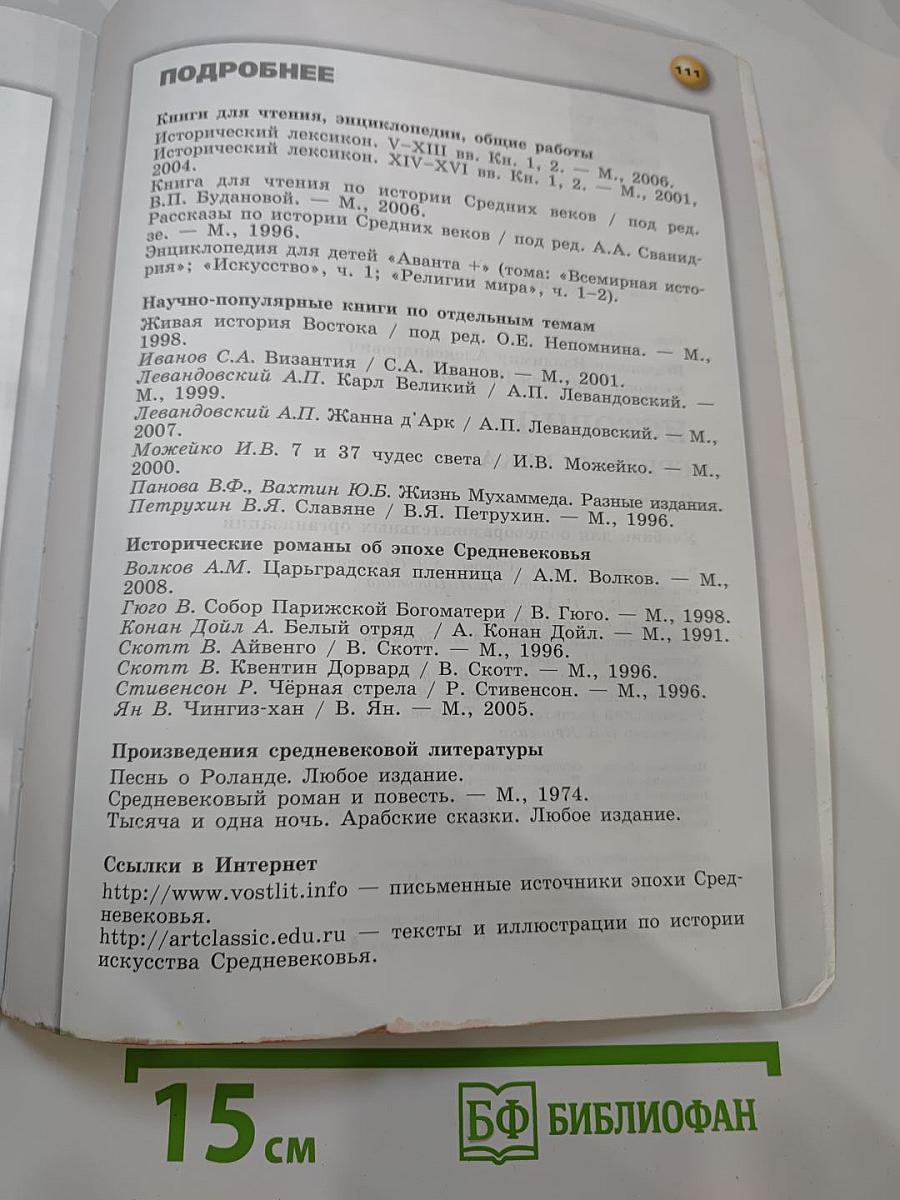 ПОДРОБНЕЕ
111
Книги для чтения, энциклопедии, общие работы
Исторический лексикон. V–XIII вв. Кн. 1, 2. — М., 2006.
Исторический лексикон. XIV–XVI вв. Кн. 1, 2. — М., 2001,
2004.
Книга для чтения по истории Средних веков / под ред.
В.П. Будановой. — М., 2006.
Рассказы по истории Средних веков / под ред. А.А. Сванид-
зе. — М., 1996.
Энциклопедия для детей «Аванта +» (тома: «Всемирная исто-
рия»; «Искусство», ч. 1; «Религии мира», ч. 1–2).
Научно-популярные книги по отдельным темам
Живая история Востока / под ред. О.Е. Непомнина. — М.,
1998.
Иванов С.А. Византия / С.А. Иванов. — М., 2001.
Левандовский А.П. Карл Великий / А.П. Левандовский. —
М., 1999.
Левандовский А.П. Жанна д'Арк / А.П. Левандовский. — М.,
2007.
Можейко И.В. 7 и 37 чудес света / И.В. Можейко. — М.,
2000.
Панова В.Ф., Вахтин Ю.Б. Жизнь Мухаммеда. Разные издания.
Петрухин В.Я. Славяне / В.Я. Петрухин. — М., 1996.
Исторические романы об эпохе Средневековья
Волков А.М. Царьградская пленница / А.М. Волков. — М.,
2008.
Гюго В. Собор Парижской Богоматери / В. Гюго. — М., 1998.
Конан Дойл А. Белый отряд / А. Конан Дойл. — М., 1991.
Скотт В. Айвенго / В. Скотт. — М., 1996.
Скотт В. Квентин Дорвард / В. Скотт. — М., 1996.
Стивенсон Р. Чёрная стрела / Р. Стивенсон. — М., 1996.
Ян В. Чингиз-хан / В. Ян. — М., 2005.
Произведения средневековой литературы
Песнь о Роланде. Любое издание.
Средневековый роман и повесть. — М., 1974.
Тысяча и одна ночь. Арабские сказки. Любое издание.
Ссылки в Интернет
http://www.vostlit.info — письменные источники эпохи Сред-
невековья.
http://artclassic.edu.ru — тексты и иллюстрации по истории
искусства Средневековья.
15 см
БФ БИБЛИОФАН